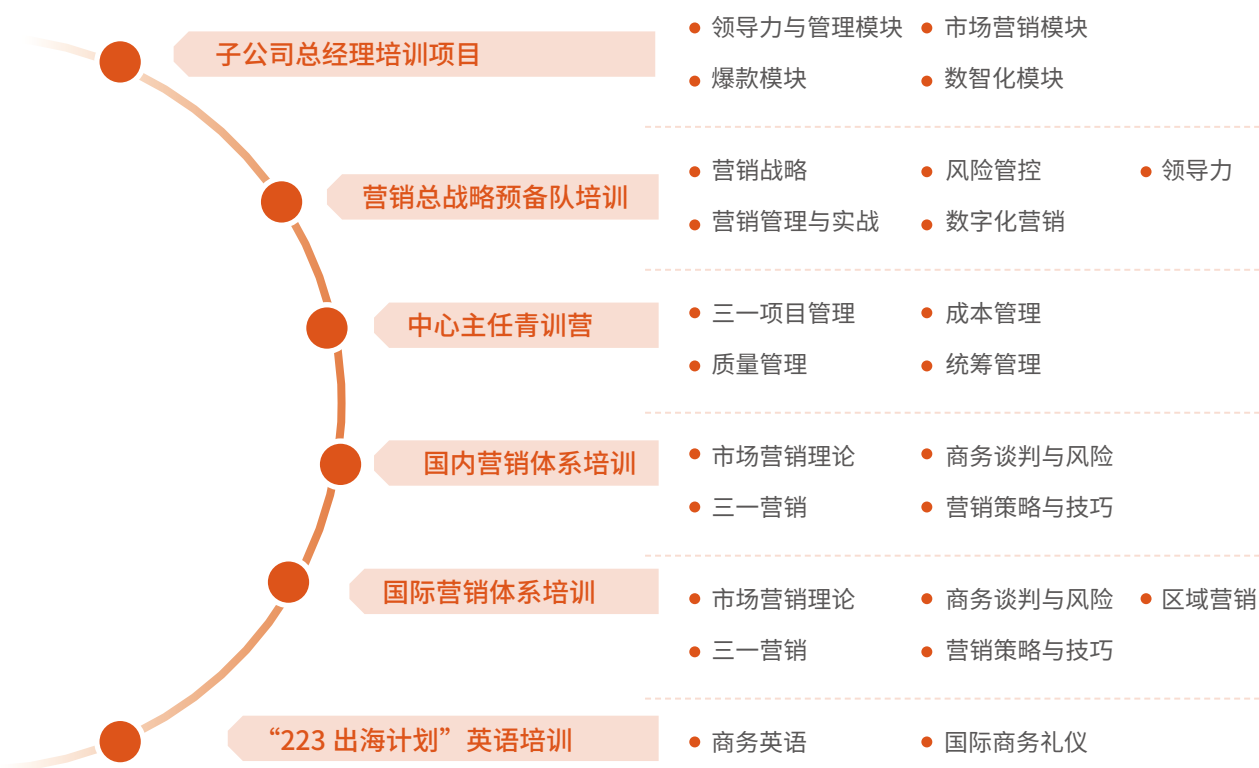 子公司总经理培训项目
领导力与管理模块 市场营销模块
爆款模块 数智化模块
营销总战略预备队培训
营销战略 风险管控 领导力
营销管理与实战 数字化营销
中心主任青训营
三一项目管理 成本管理
质量管理 统筹管理
国内营销体系培训
市场营销理论 商务谈判与风险
三一营销 营销策略与技巧
国际营销体系培训
市场营销理论 商务谈判与风险 区域营销
三一营销 营销策略与技巧
“223 出海计划”英语培训
商务英语 国际商务礼仪